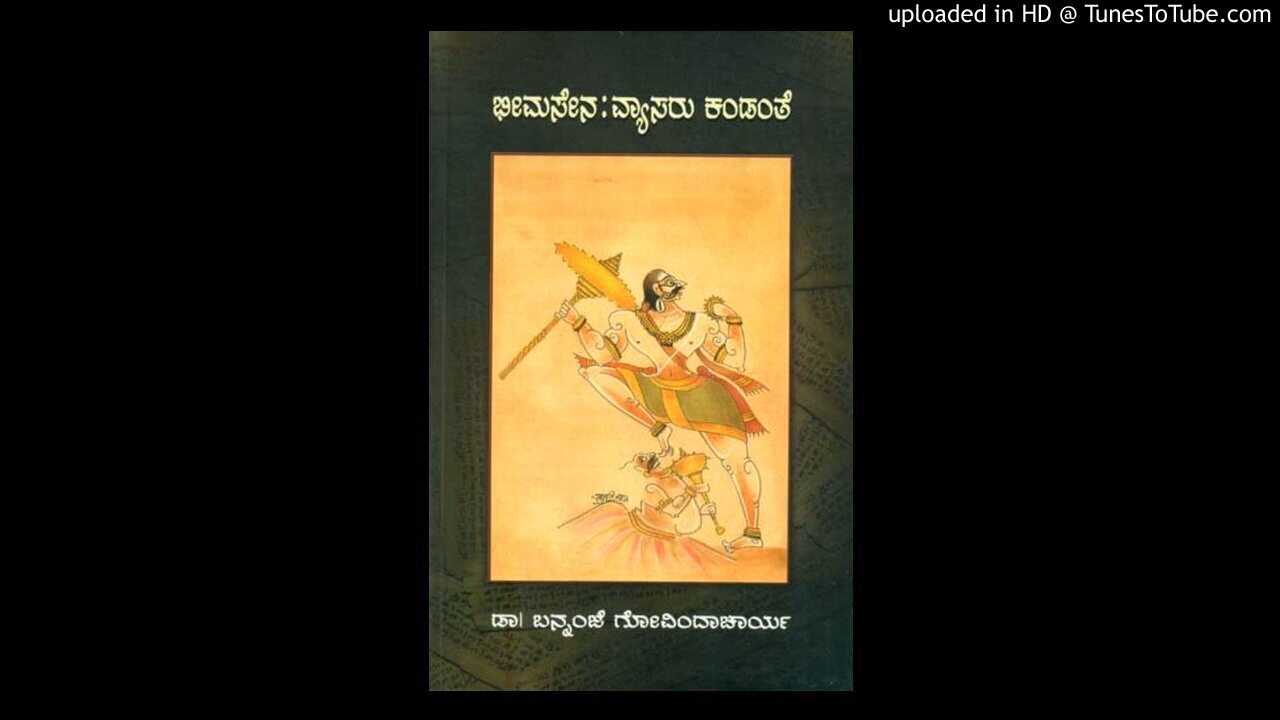 uploaded in HD @ TunesToTube.com
ಭೀಮಸೇನ:ವ್ಯಾಸರು ಕಂಡಂತೆ
ಡಾ| ಬನ್ನಂಜೆ ಗೋವಿಂದಾಚಾರ್ಯ